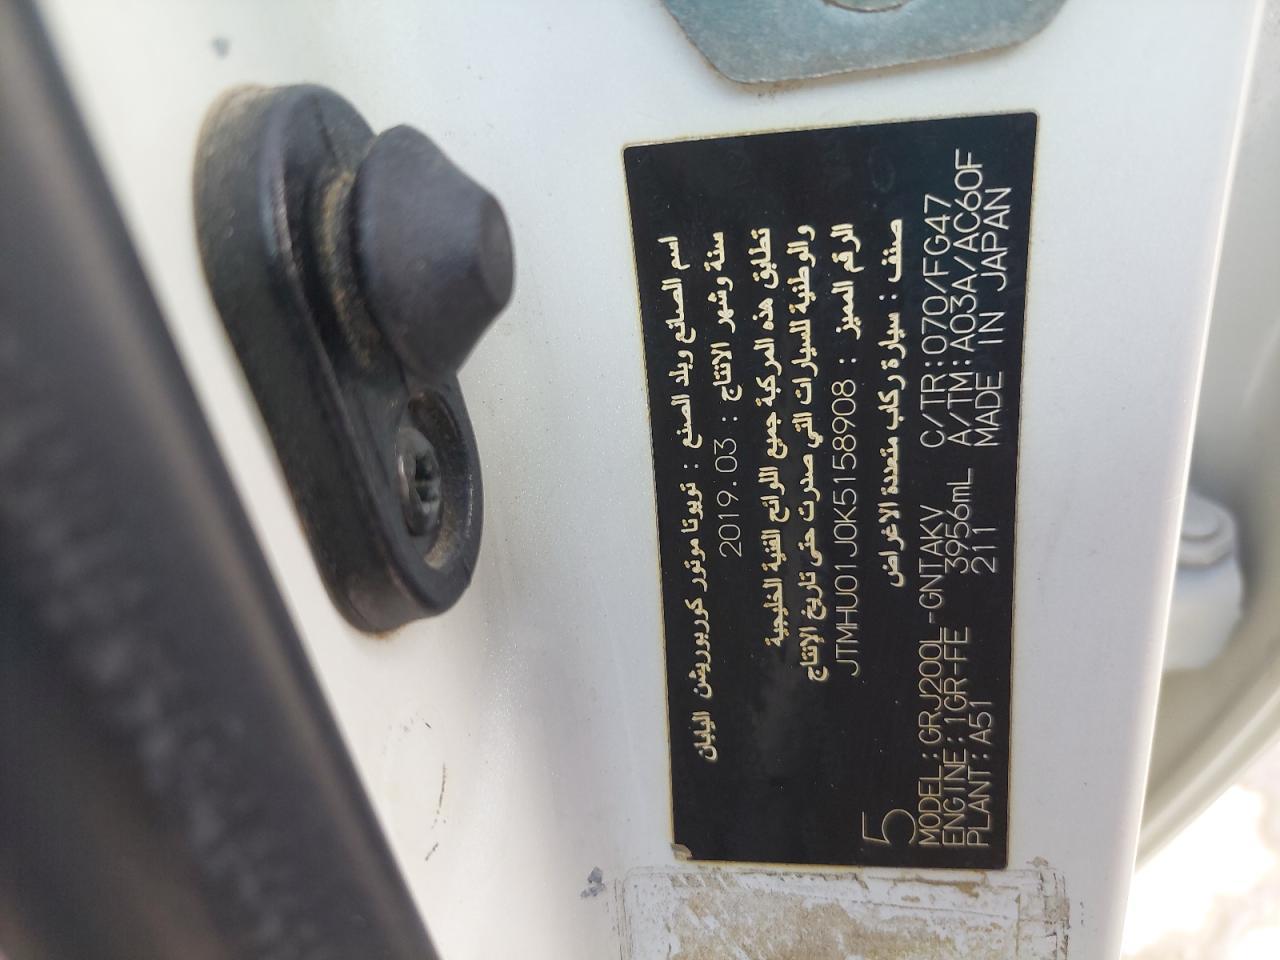 اسم الصانع وبلد الصنع : تويوتا موتور كوربوريشن اليابان
سنة وشهر الانتاج : 2019.03
تطابق هذه المركبة جميع اللوائح الفنية الخليجية
والوطنية للسيارات التي صدرت حتى تاريخ الإنتاج
الرقم المميز : JTMHU01J0K5158908
صنف : سيارة ركاب متعددة الاغراض
5
MODEL:GRJ200L-GNTAKV C/TR:070/FG47
ENGINE:1GR-FE 3956mL A/TM:A03A/AC60F
PLANT:A51 211 MADE IN JAPAN